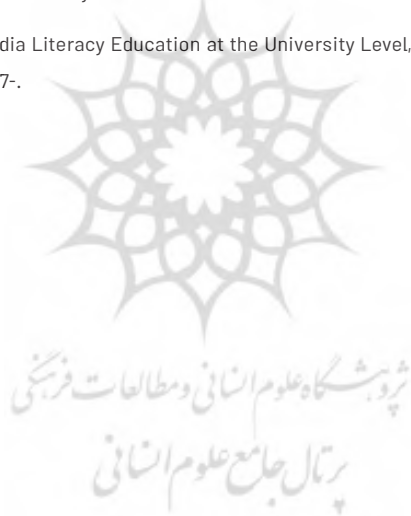 dia Literacy Education at the University Level,
7-.
پژوهشگاه علوم انسانی و مطالعات فرهنگی
پرتال جامع علوم انسانی